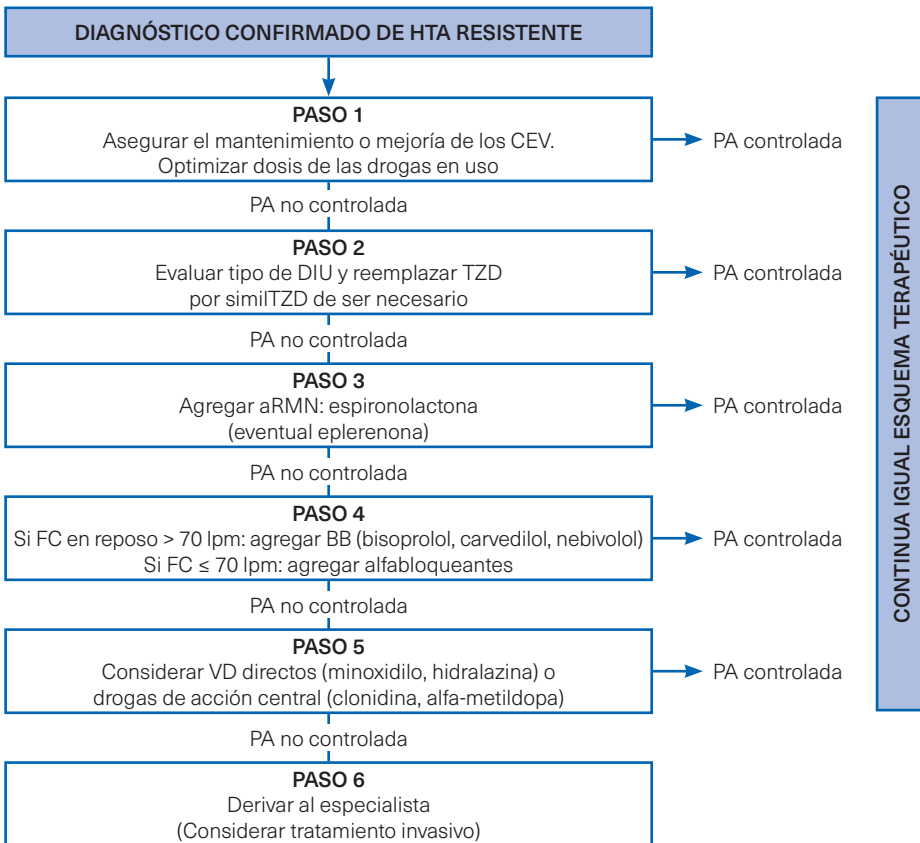 DIAGNÓSTICO CONFIRMADO DE HTA RESISTENTE
PASO 1
Asegurar el mantenimiento o mejoría de los CEV.
Optimizar dosis de las drogas en uso
PA controlada
PA no controlada
PASO 2
Evaluar tipo de DIU y reemplazar TZD
por similTZD de ser necesario
PA controlada
PA no controlada
PASO 3
Agregar aRMN: espironolactona
(eventual eplerenona)
PA controlada
PA no controlada
PASO 4
Si FC en reposo > 70 lpm: agregar BB (bisoprolol, carvedilol, nebivolol)
Si FC ≤ 70 lpm: agregar alfabloqueantes
PA controlada
PA no controlada
PASO 5
Considerar VD directos (minoxidilo, hidralazina) o
drogas de acción central (clonidina, alfa-metildopa)
PA controlada
PA no controlada
PASO 6
Derivar al especialista
(Considerar tratamiento invasivo)
CONTINUA IGUAL ESQUEMA TERAPÉUTICO